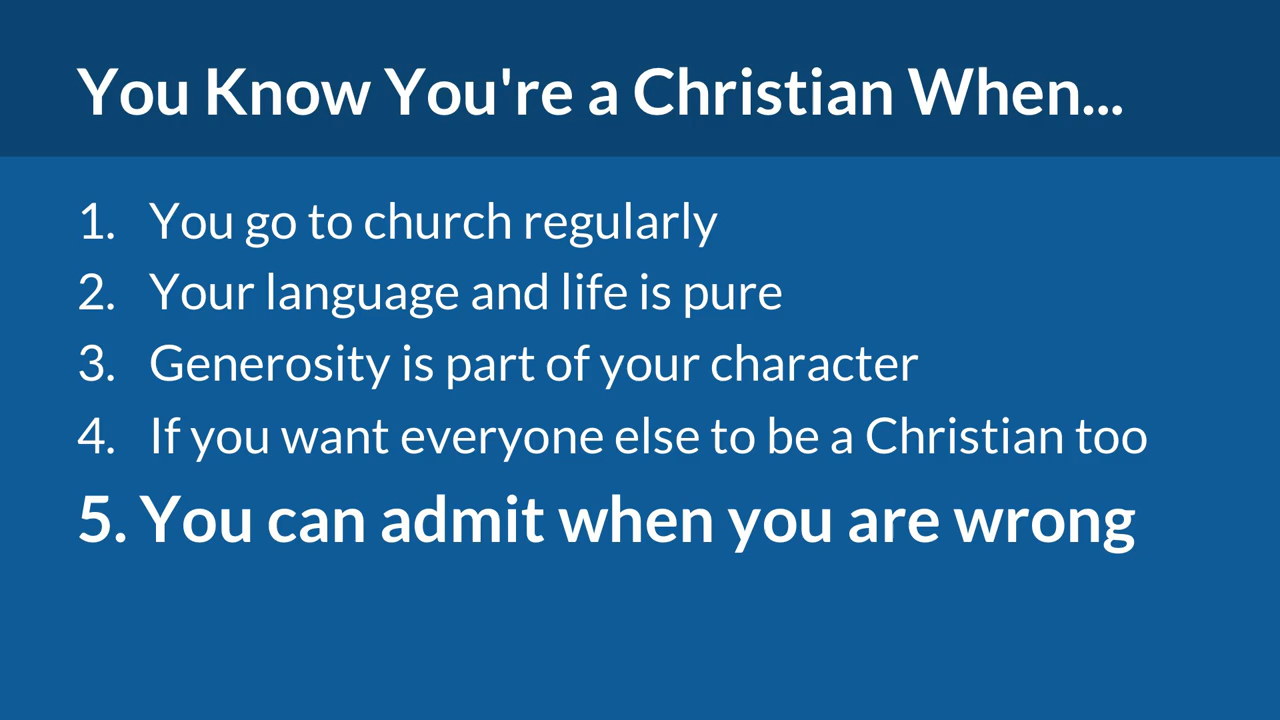 You Know You're a Christian When...
1. You go to church regularly
2. Your language and life is pure
3. Generosity is part of your character
4. If you want everyone else to be a Christian too
5. You can admit when you are wrong